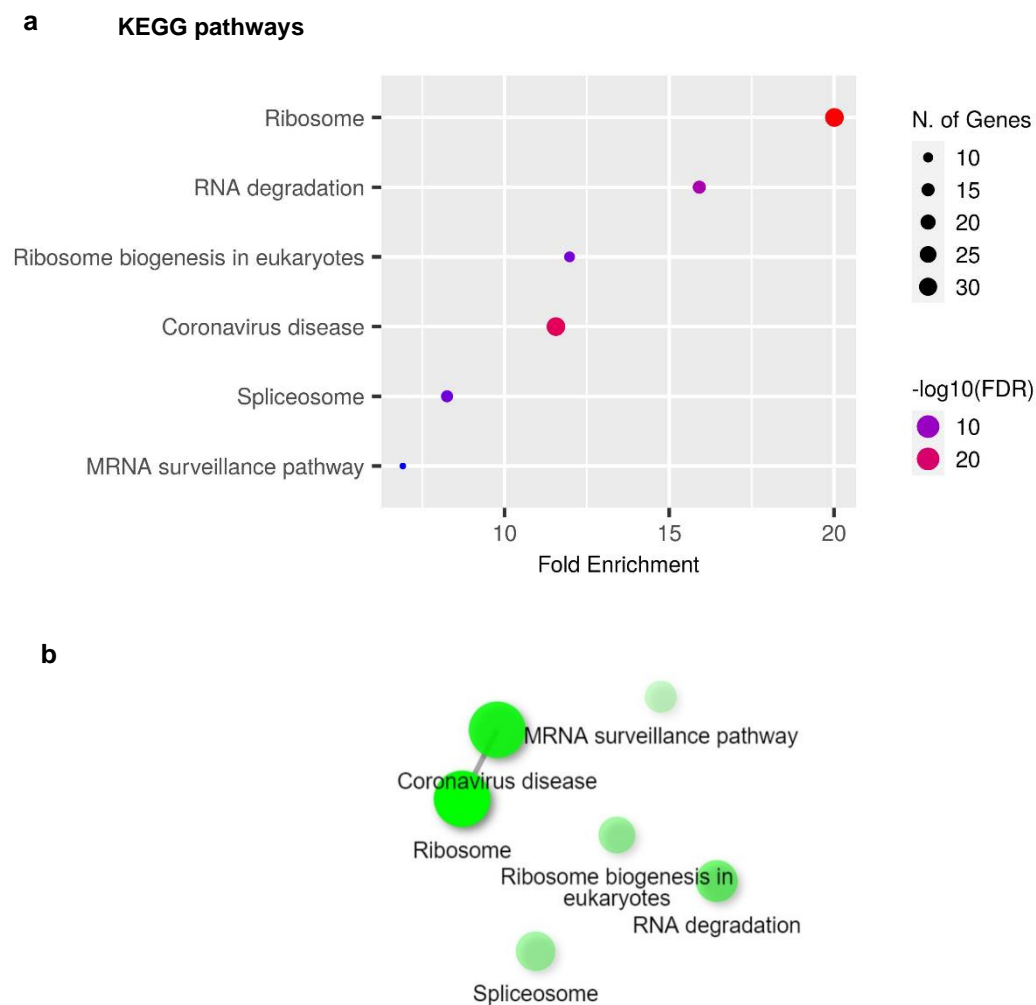 a
KEGG pathways
Ribosome
RNA degradation
Ribosome biogenesis in eukaryotes
Coronavirus disease
Spliceosome
MRNA surveillance pathway
10
15
20
Fold Enrichment
N. of Genes
10
15
20
25
30
-log10(FDR)
10
20
b
MRNA surveillance pathway
Coronavirus disease
Ribosome
Ribosome biogenesis in
eukaryotes
RNA degradation
Spliceosome